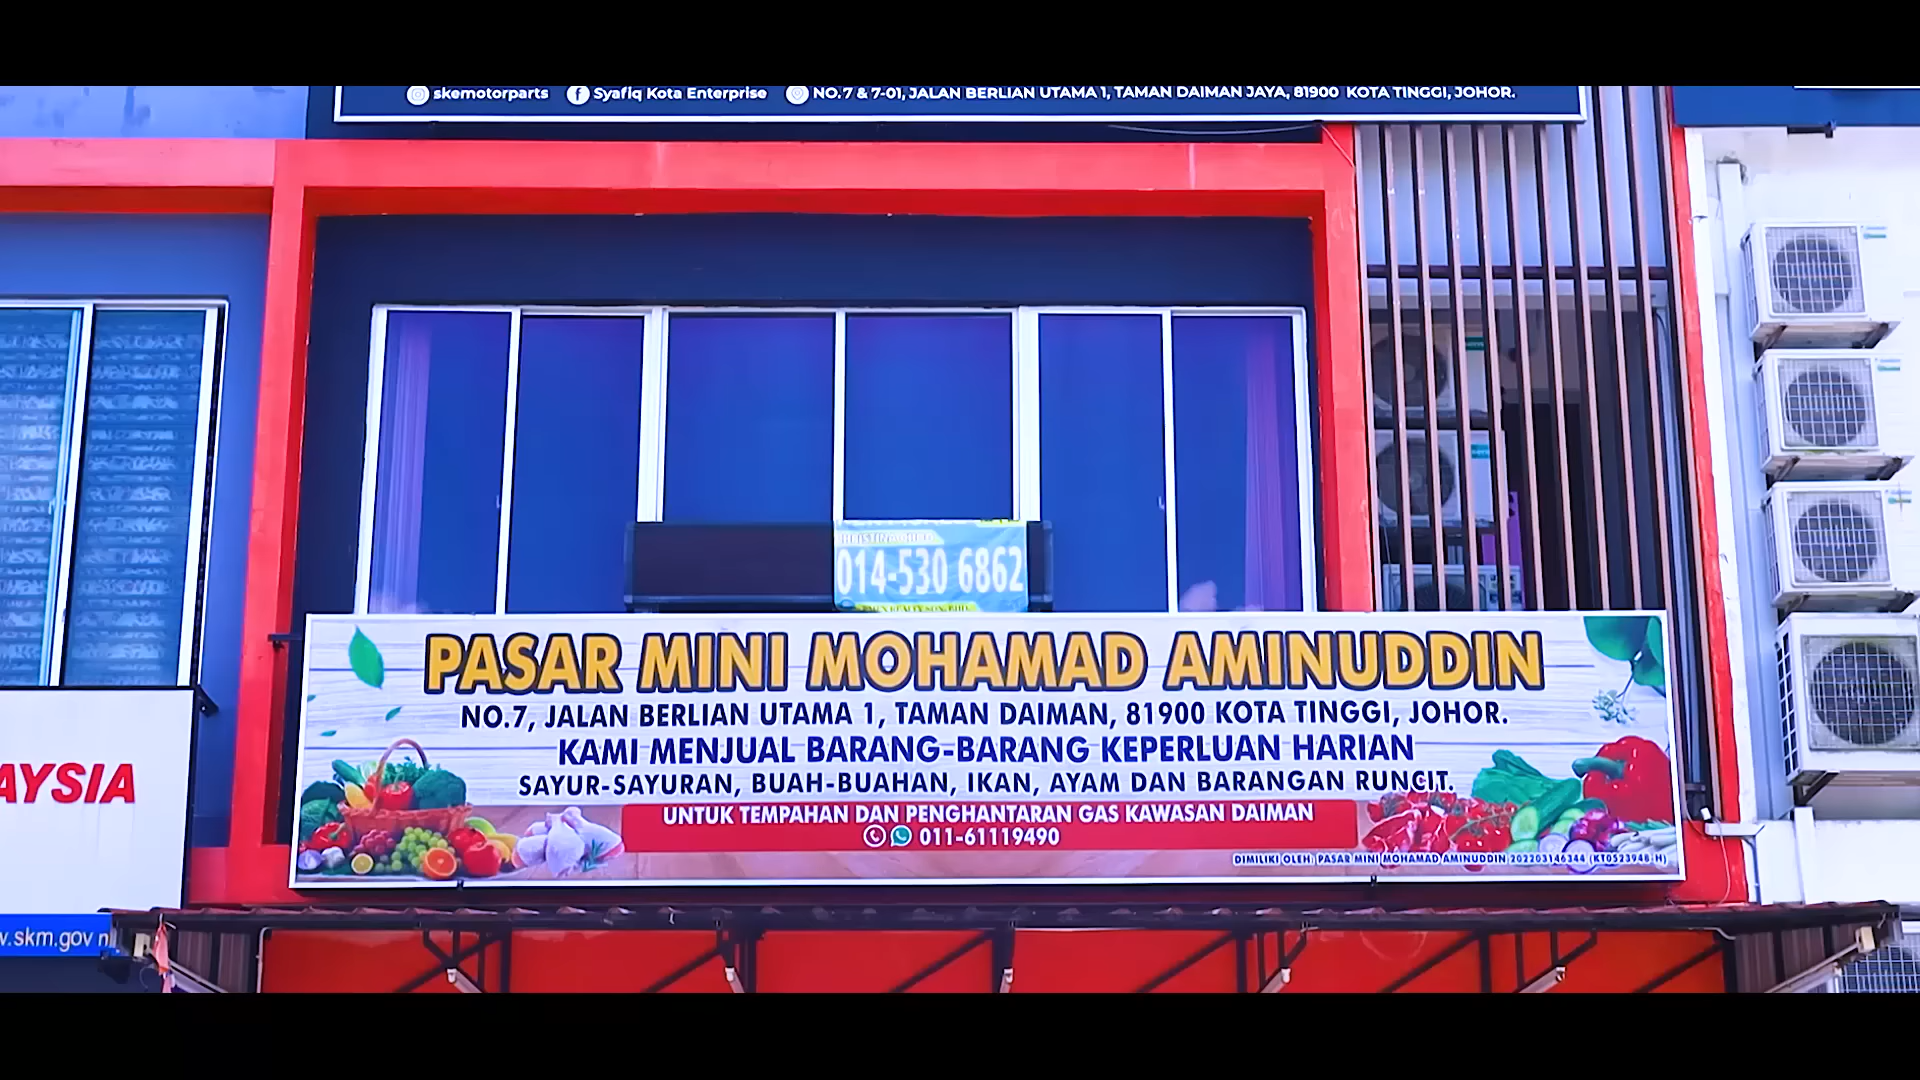 skemotorparts Syafiq Kota Enterprise NO.7 & 7-01, JALAN BERLIAN UTAMA 1, TAMAN DAIMAN JAYA, 81900 KOTA TINGGI, JOHOR.
014-530 6862
PASAR MINI MOHAMAD AMINUDDIN
NO.7, JALAN BERLIAN UTAMA 1, TAMAN DAIMAN, 81900 KOTA TINGGI, JOHOR.
KAMI MENJUAL BARANG-BARANG KEPERLUAN HARIAN
SAYUR-SAYURAN, BUAH-BUAHAN, IKAN, AYAM DAN BARANGAN RUNCIT.
UNTUK TEMPAHAN DAN PENGHANTARAN GAS KAWASAN DAIMAN
011-61119490
DIMILIKI OLEH: PASAR MINI MOHAMAD AMINUDDIN 202203146344 (KT0523948-H)
AYSIA
w.skm.gov